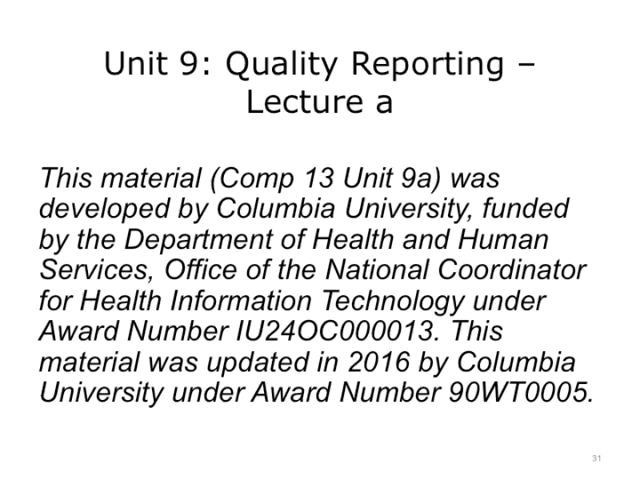 Unit 9: Quality Reporting –
Lecture a
This material (Comp 13 Unit 9a) was
developed by Columbia University, funded
by the Department of Health and Human
Services, Office of the National Coordinator
for Health Information Technology under
Award Number IU24OC000013. This
material was updated in 2016 by Columbia
University under Award Number 90WT0005.
31